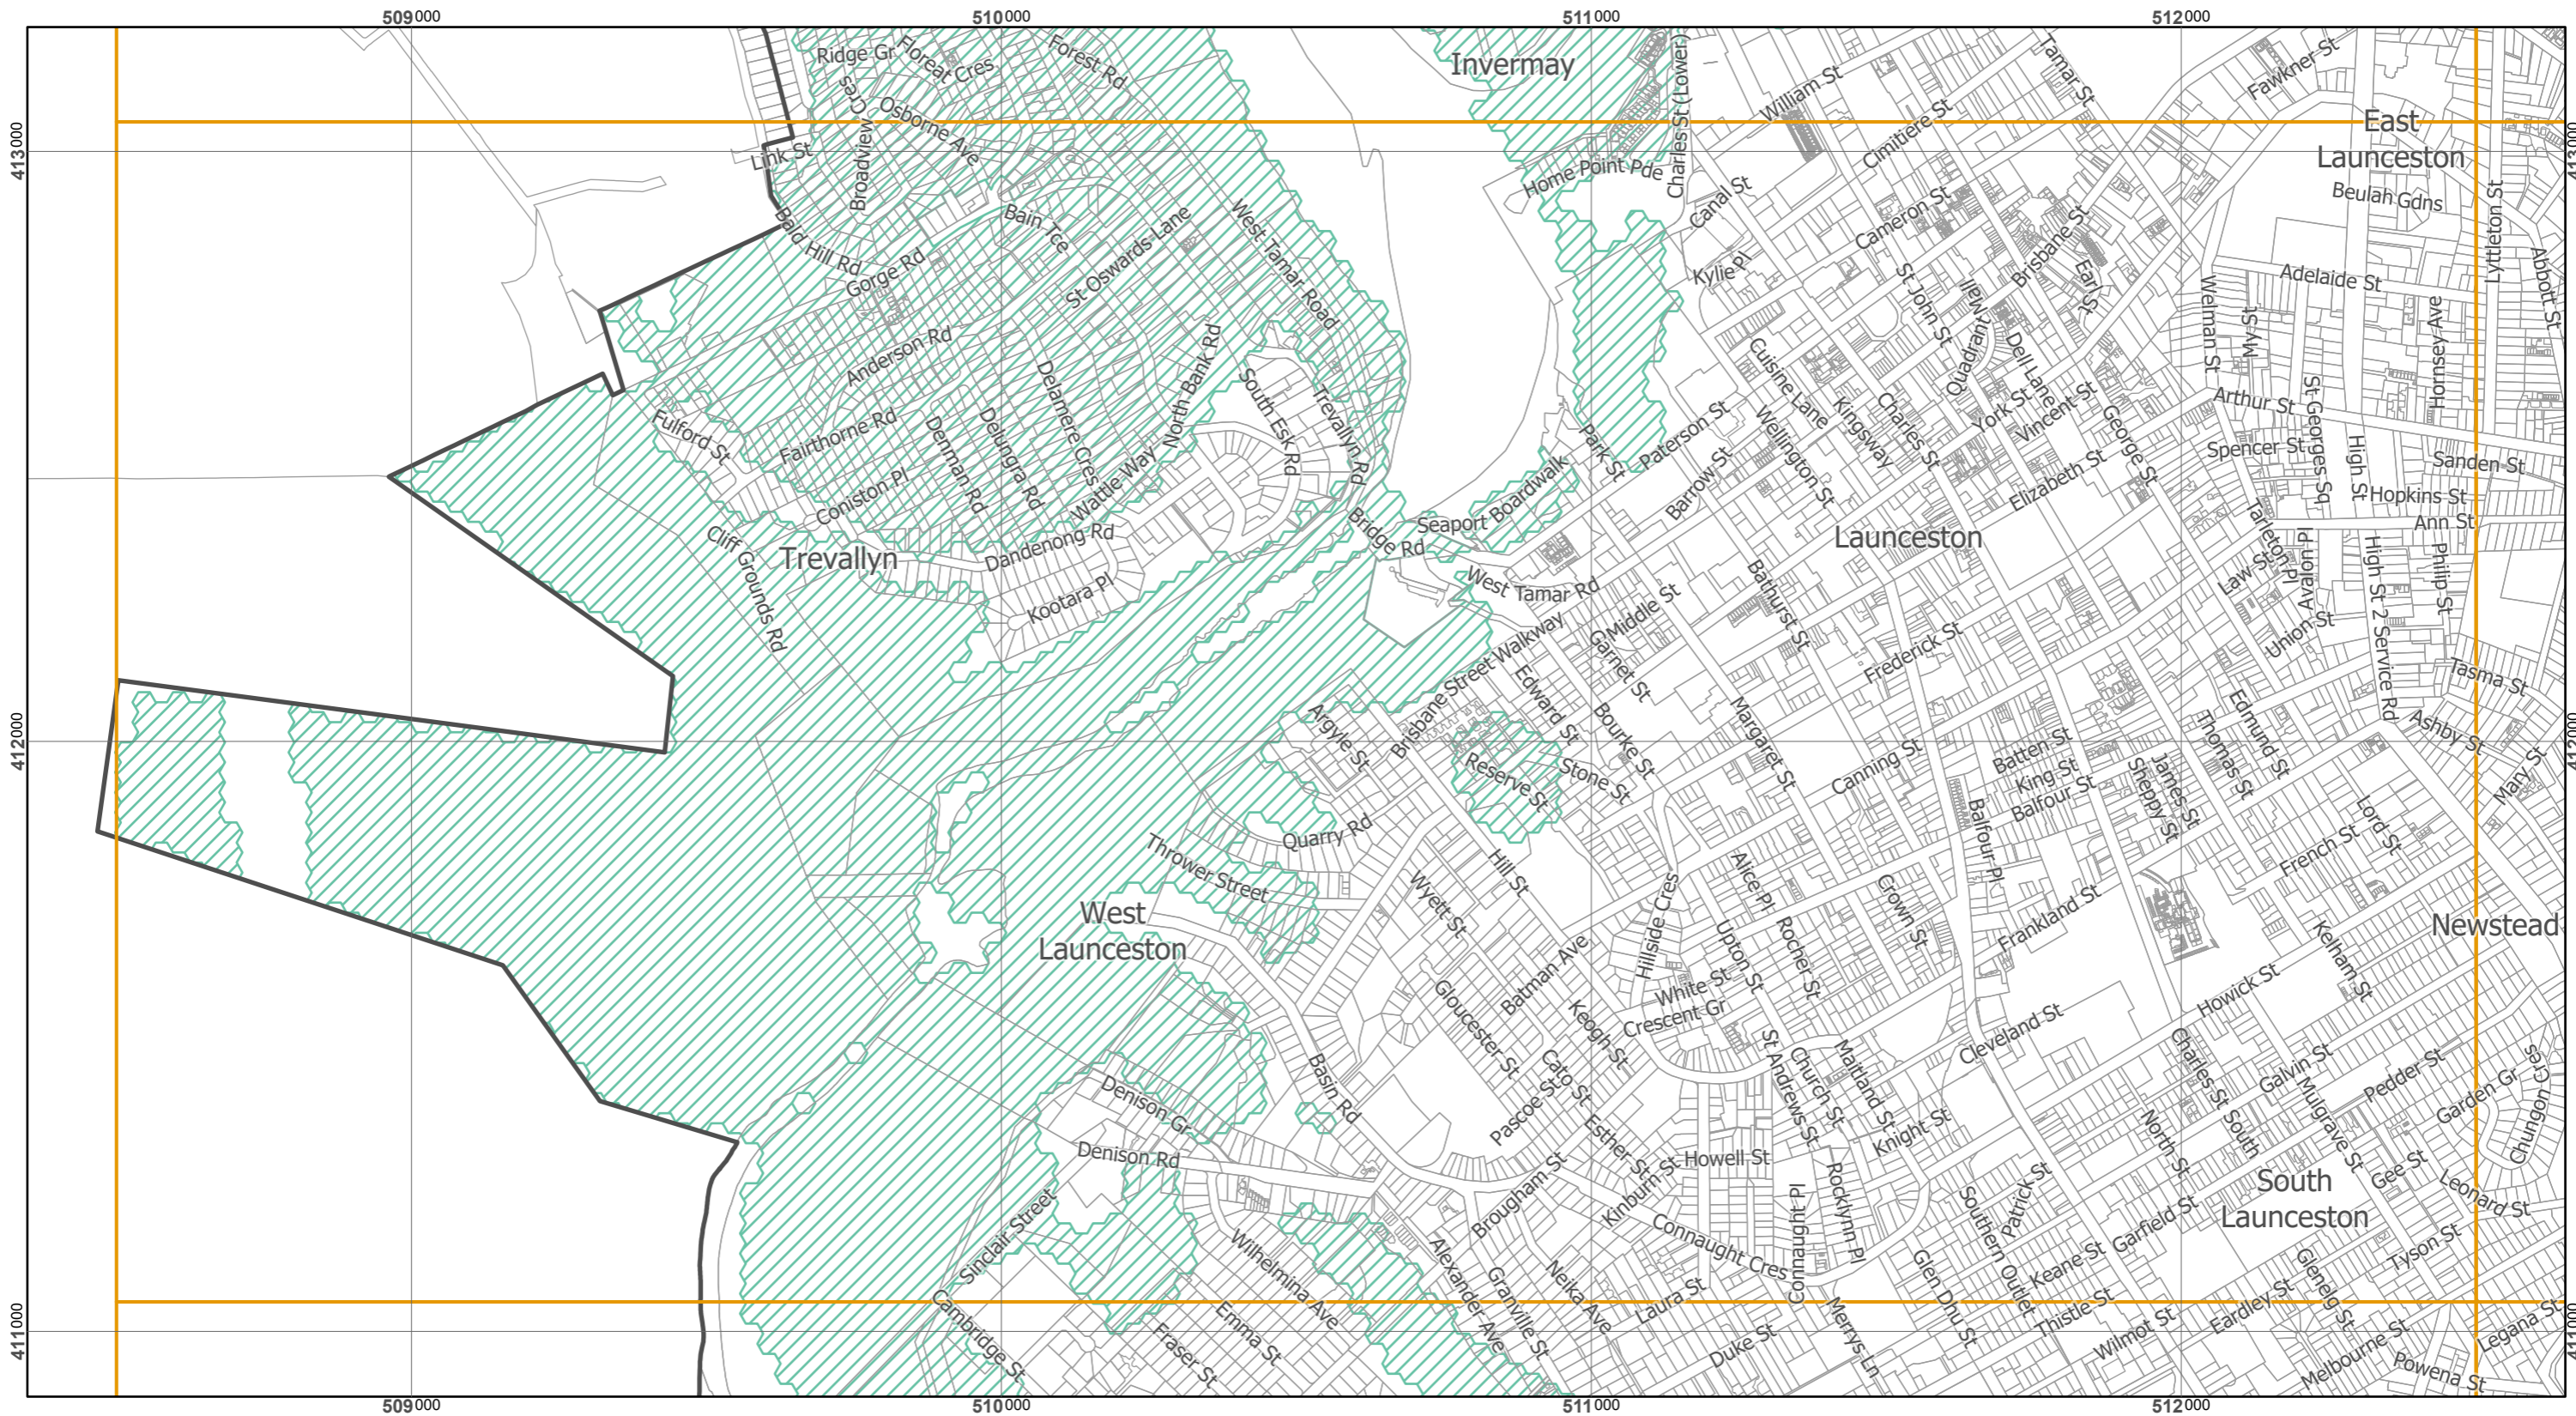 509000
510000
511000
512000
413000
413000
412000
412000
411000
411000
Ridge Gr
Floreat Cres
Forest Rd
Invermay
Charles St (Lower)
William St
Tamar St
Fawkner St
East
Launceston
Broadview Cres
Osborne Ave
Link St
Cimitiere St
Home Point Pde
Canal St
Cameron St
Beulah Gdns
Lyttleton St
Abbott St
Bald Hill Rd
Gorge Rd
Bain Tce
St Oswards Lane
West Tamar Road
Kylie Pl
St John St
Brisbane St
Earl St
Welman St
My St
Adelaide St
Hornsey Ave
Anderson Rd
Delamere Cres
North Bank Rd
South Esk Rd
Trevallyn Rd
Cuisine Lane
Quadrant Mall
Dell Lane
Fulford St
Fairthorne Rd
Denman Rd
Delungra Rd
Wattle Way
Coniston Pl
Park St
Paterson St
Barrow St
Wellington St
Kingsway
Charles St
York St
Vincent St
George St
Elizabeth St
Arthur St
Spencer St
St Georges Sq
High St
Sanden St
Hopkins St
Ann St
Cliff Grounds Rd
Trevallyn
Dandenong Rd
Kootara Pl
Bridge Rd
Seaport Boardwalk
West Tamar Rd
Launceston
Bathurst St
Middle St
Garnet St
Frederick St
Tarleton Pl
Law St
Avalon Pl
Union St
High St 2 Service Rd
Philip St
Tasma St
Ashby St
Mary St
Argyle St
Brisbane Street Walkway
Edward St
Bourke St
Reserve St
Stone St
Margaret St
Canning St
Batten St
King St
Balfour St
Balfour Pl
Sheppy St
James St
Thomas St
Edmund St
Lord St
French St
Quarry Rd
Thrower Street
Hill St
Wyett St
West
Launceston
Hillside Cres
Alice Pl
Upton St
Rocher St
Crown St
Frankland St
Kelham St
Newstead
Howick St
Gloucester St
Batman Ave
Keogh St
White St
Crescent Gr
Cleveland St
Basin Rd
Denison Gr
Denison Rd
Pascoe St
Cato St
Esther St
Kinburn St
Howell St
St Andrews St
Church St
Maitland St
Knight St
Charles St South
Galvin St
Mulgrave St
Pedder St
Garden Gr
Chungon Cres
North St
Gee St
Leonard St
South
Launceston
Sinclair Street
Wilhelmina Ave
Brougham St
Connaught Cres
Connaught Pl
Rocklynn Pl
Southern Outlet
Patrick St
Garfield St
Keane St
Tyson St
Cambridge St
Fraser St
Emma St
Alexander Ave
Granville St
Neika Ave
Laura St
Duke St
Merrys Ln
Glen Dhu St
Thistle St
Wilmot St
Eardley St
Glenelg St
Melbourne St
Powena St
Legana St
509000
510000
511000
512000